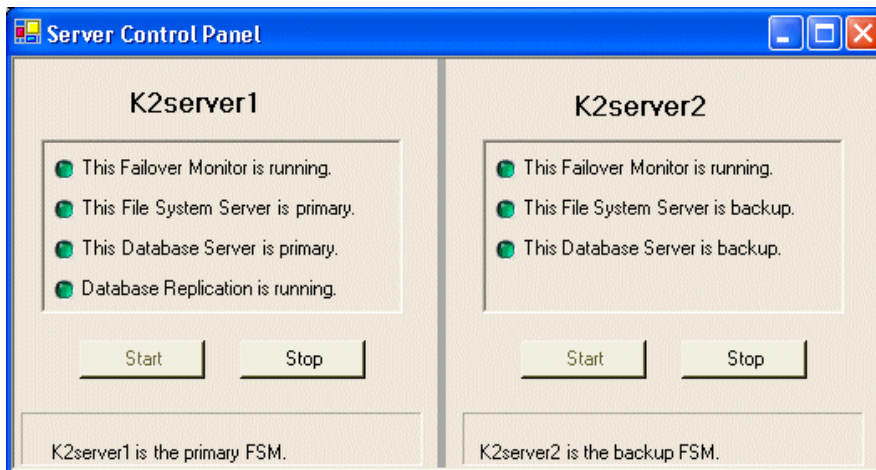 Server Control Panel
K2server1
This Failover Monitor is running.
This File System Server is primary.
This Database Server is primary.
Database Replication is running.
Start Stop
K2server1 is the primary FSM.
K2server2
This Failover Monitor is running.
This File System Server is backup.
This Database Server is backup.
Start Stop
K2server2 is the backup FSM.